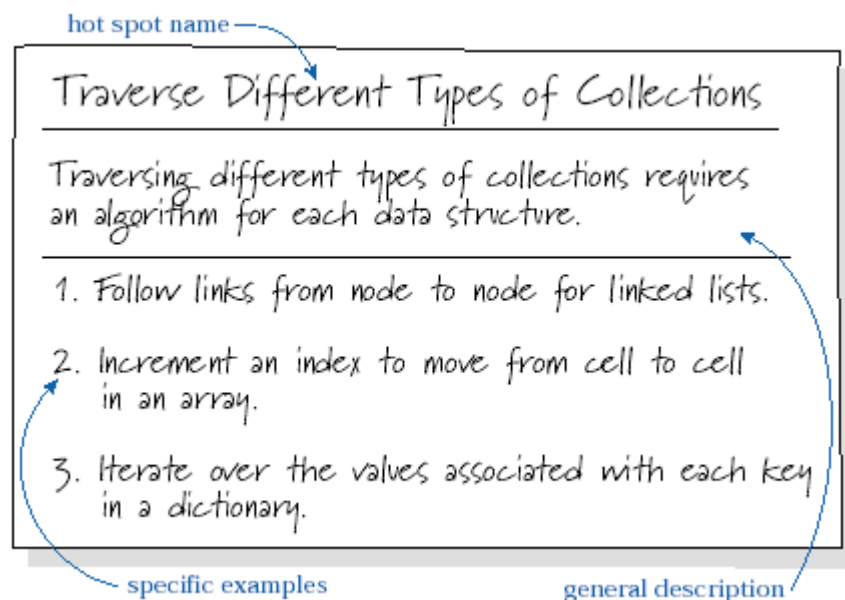 hot spot name
Traverse Different Types of Collections
Traversing different types of collections requires
an algorithm for each data structure.
1. Follow links from node to node for linked lists.
2. Increment an index to move from cell to cell
in an array.
3. Iterate over the values associated with each key
in a dictionary.
specific examples
general description